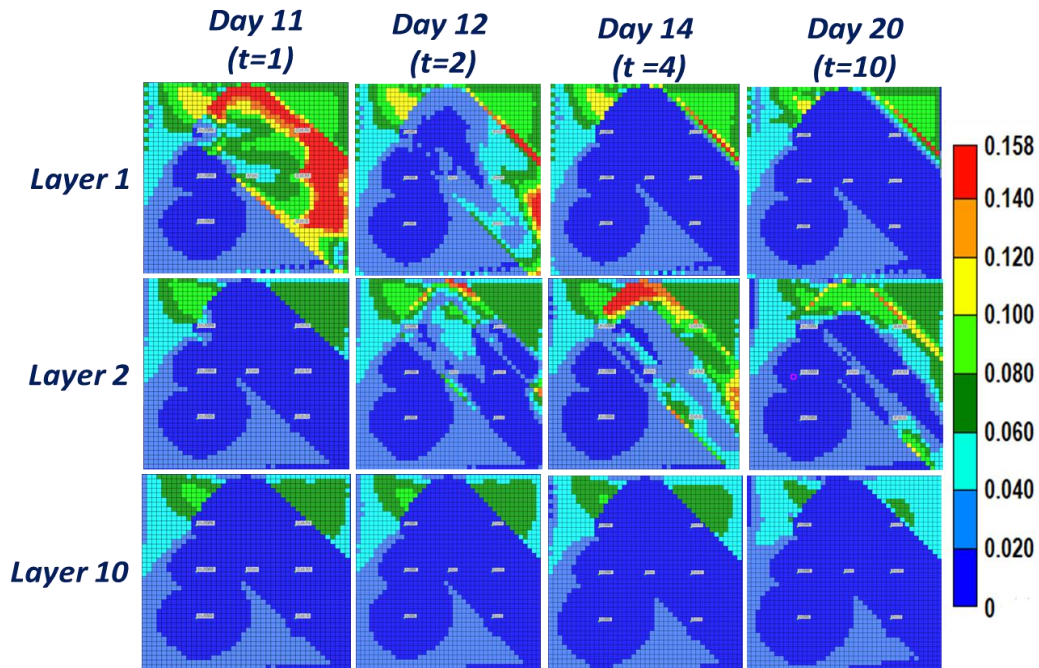 Day 11
(t=1)
Day 12
(t=2)
Day 14
(t =4)
Day 20
(t=10)
Layer 1
Layer 2
Layer 10
0.158
0.140
0.120
0.100
0.080
0.060
0.040
0.020
0